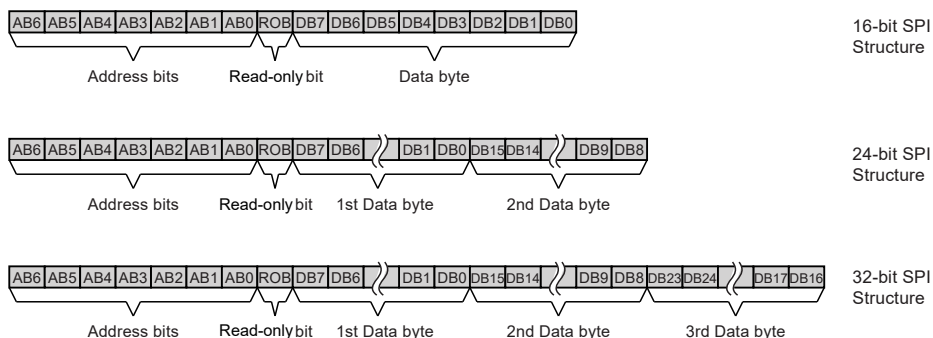 AB6 AB5 AB4 AB3 AB2 AB1 AB0 ROB DB7 DB6 DB5 DB4 DB3 DB2 DB1 DB0
16-bit SPI
Structure
Address bits Read-only bit Data byte
AB6 AB5 AB4 AB3 AB2 AB1 AB0 ROB DB7 DB6 DB1 DB0 DB15 DB14 DB9 DB8
24-bit SPI
Structure
Address bits Read-only bit 1st Data byte 2nd Data byte
AB6 AB5 AB4 AB3 AB2 AB1 AB0 ROB DB7 DB6 DB1 DB0 DB15 DB14 DB9 DB8 DB23 DB24 DB17 DB16
32-bit SPI
Structure
Address bits Read-only bit 1st Data byte 2nd Data byte 3rd Data byte